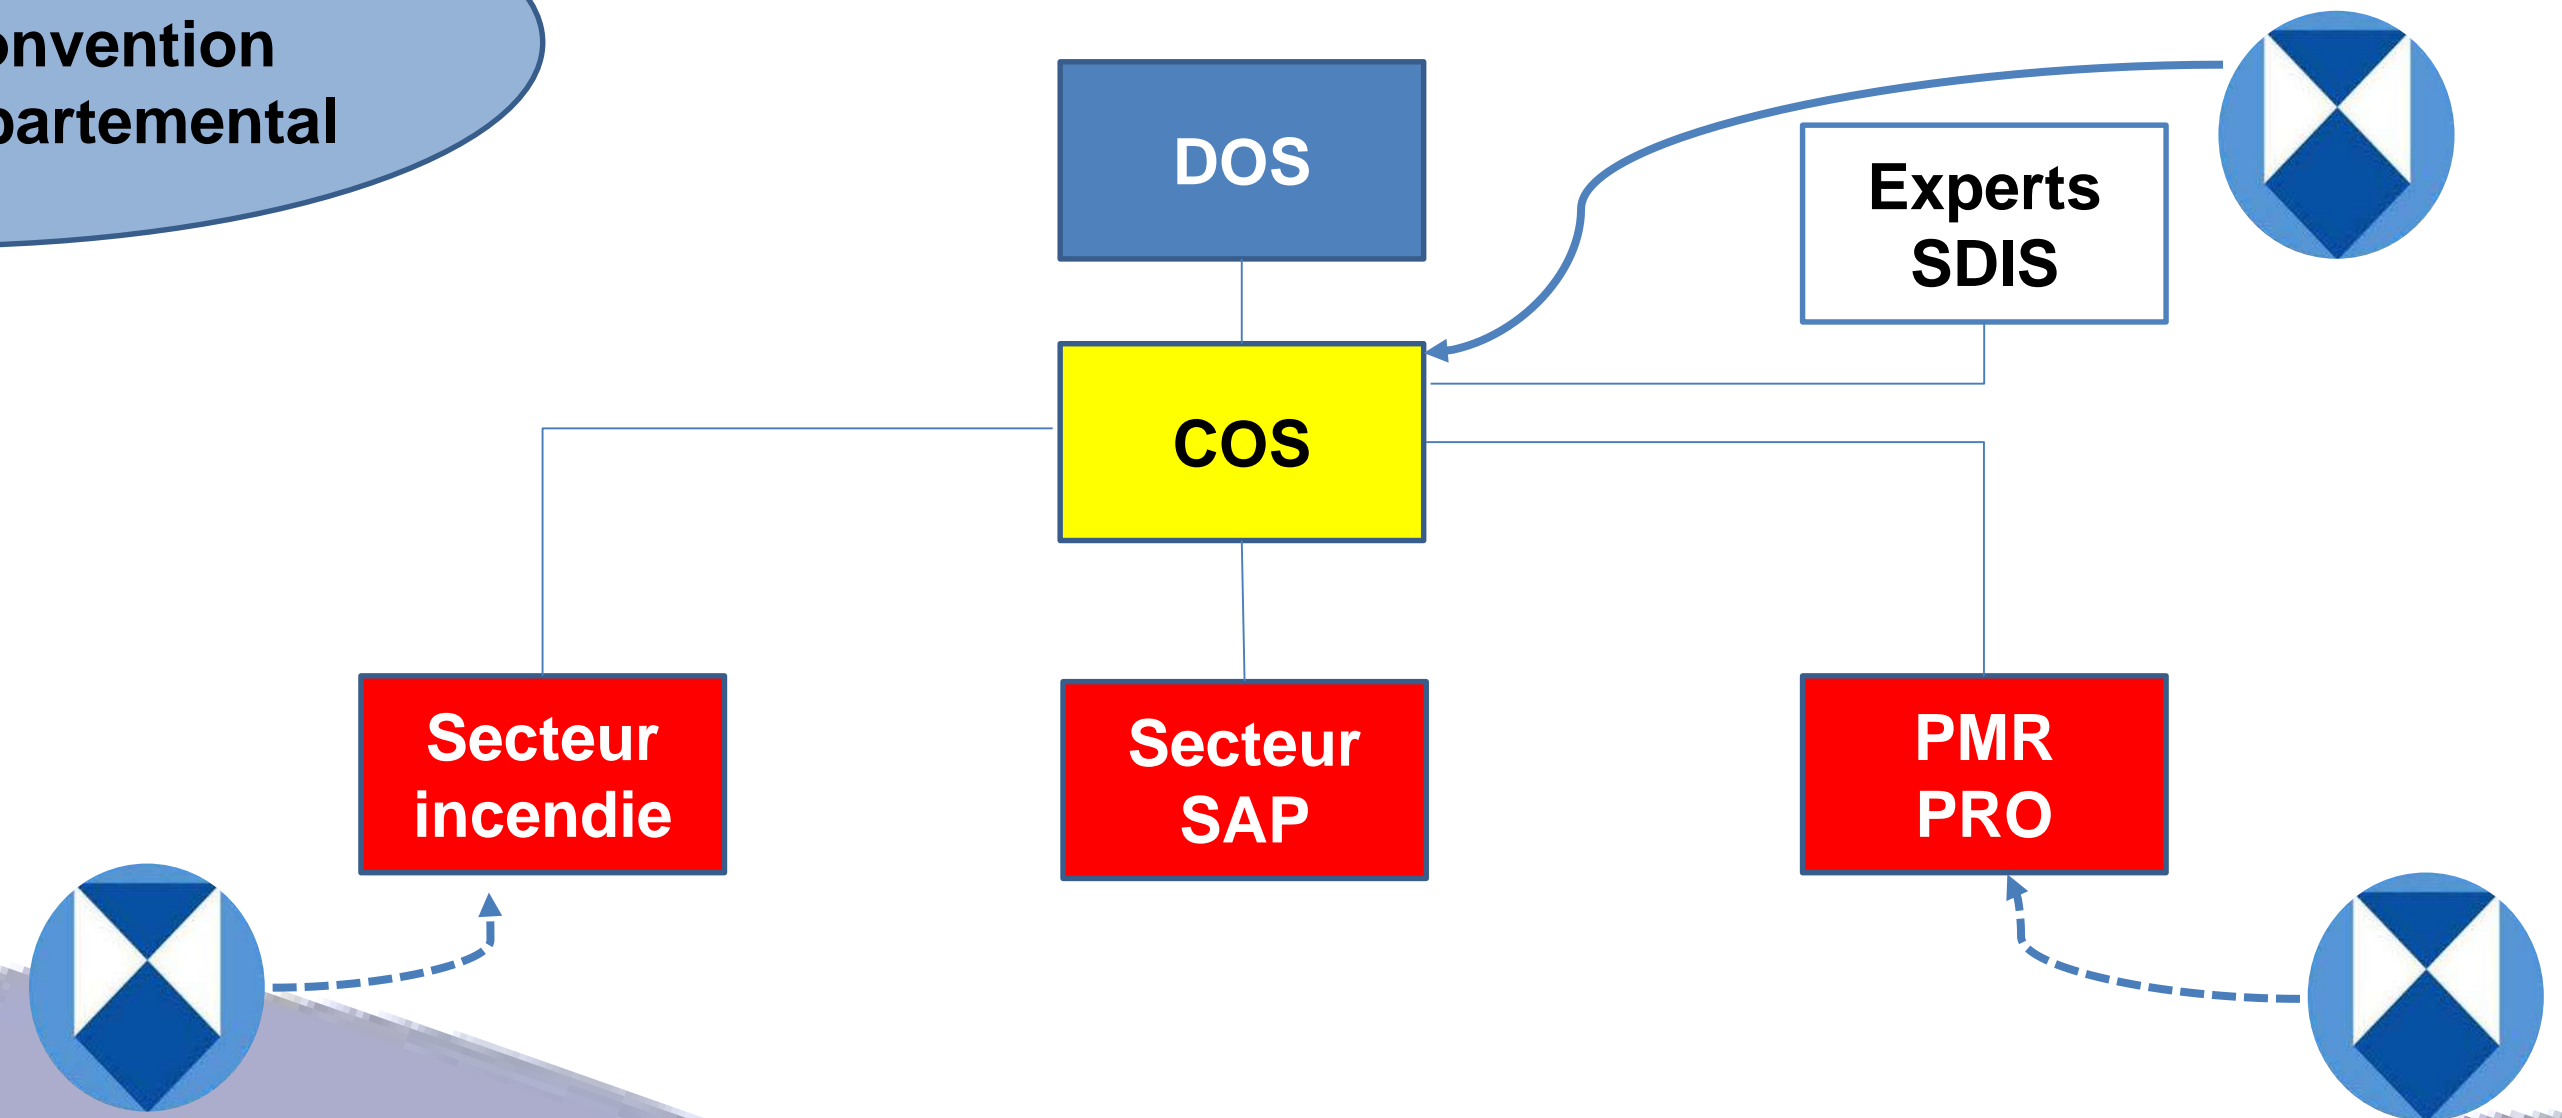 onvention
partemental
DOS
Experts
SDIS
COS
Secteur
incendie
Secteur
SAP
PMR
PRO